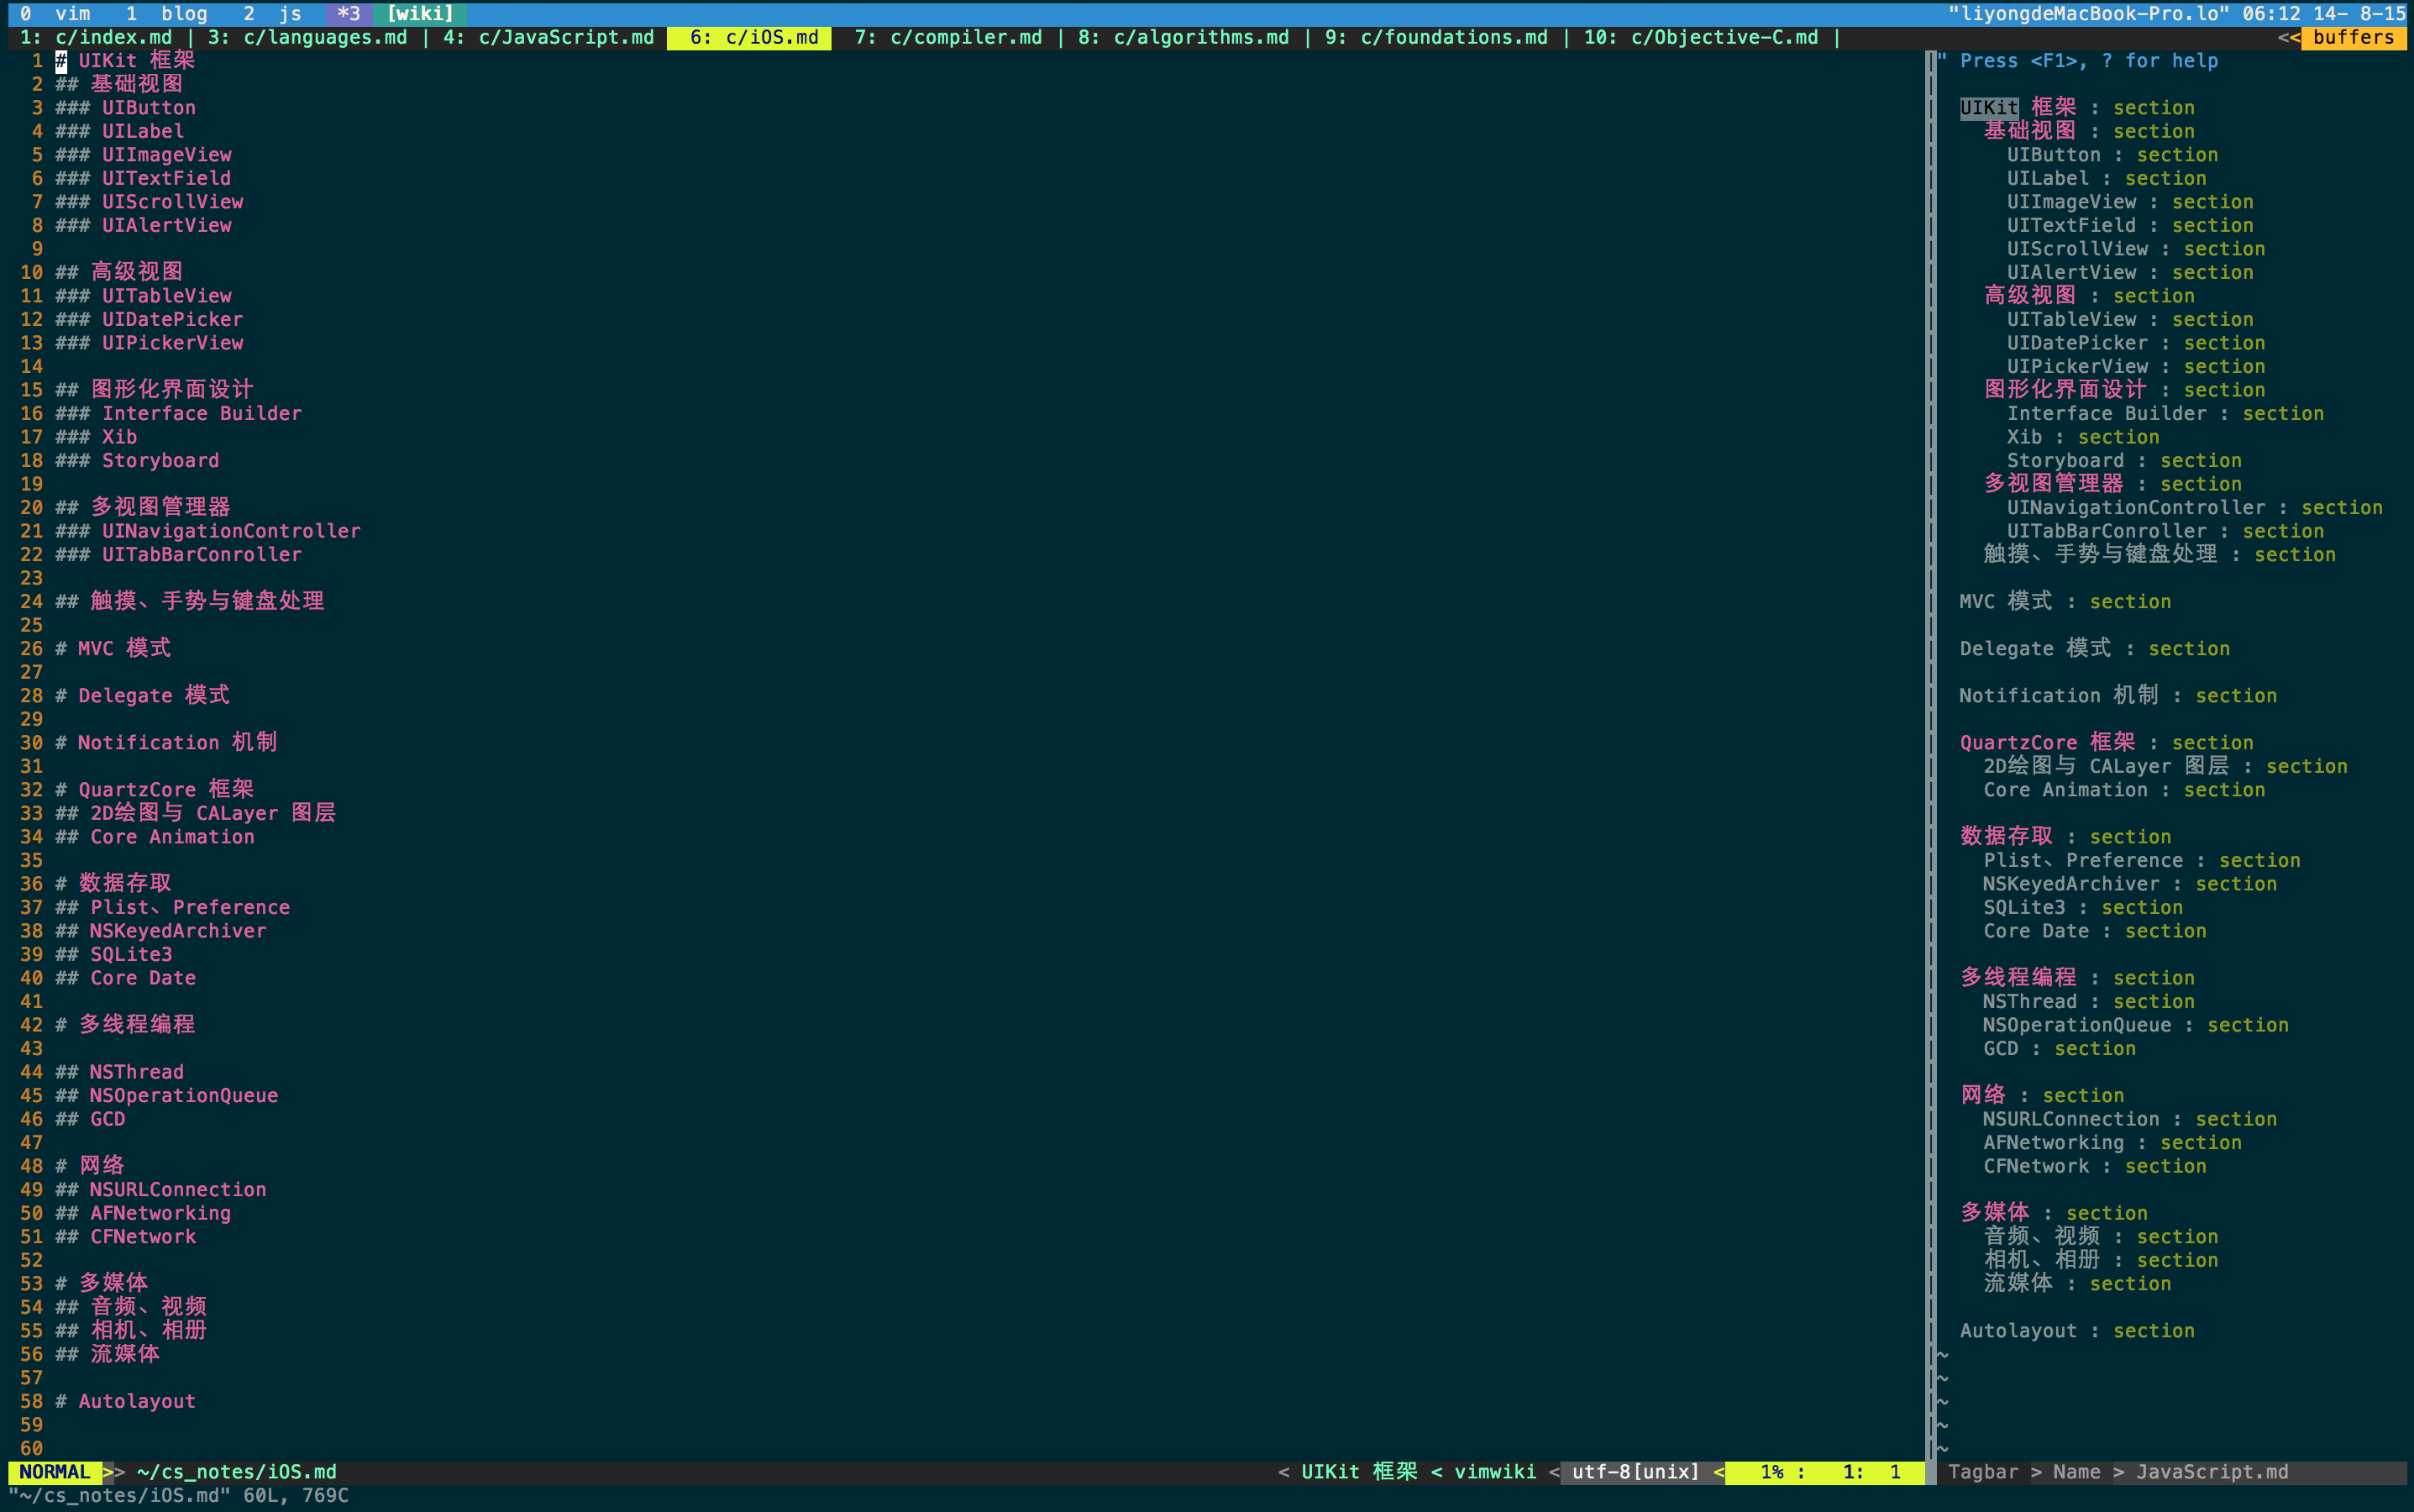 0 vim 1 blog 2 js *3 [wiki] "liyongdeMacBook-Pro.lo" 06:12 14- 8-15
1: c/index.md | 3: c/languages.md | 4: c/JavaScript.md 6: c/iOS.md 7: c/compiler.md | 8: c/algorithms.md | 9: c/foundations.md | 10: c/Objective-C.md | << buffers
1 # UIKit 框架
2 ## 基础视图
3 ### UIButton
4 ### UILabel
5 ### UIImageView
6 ### UITextField
7 ### UIScrollView
8 ### UIAlertView
9
10 ## 高级视图
11 ### UITableView
12 ### UIDatePicker
13 ### UIPickerView
14
15 ## 图形化界面设计
16 ### Interface Builder
17 ### Xib
18 ### Storyboard
19
20 ## 多视图管理器
21 ### UINavigationController
22 ### UITabBarConroller
23
24 ## 触摸、手势与键盘处理
25
26 # MVC 模式
27
28 # Delegate 模式
29
30 # Notification 机制
31
32 # QuartzCore 框架
33 ## 2D绘图与 CALayer 图层
34 ## Core Animation
35
36 # 数据存取
37 ## Plist、Preference
38 ## NSKeyedArchiver
39 ## SQLite3
40 ## Core Date
41
42 # 多线程编程
43
44 ## NSThread
45 ## NSOperationQueue
46 ## GCD
47
48 # 网络
49 ## NSURLConnection
50 ## AFNetworking
51 ## CFNetwork
52
53 # 多媒体
54 ## 音频、视频
55 ## 相机、相册
56 ## 流媒体
57
58 # Autolayout
59
60
" Press <F1>, ? for help
UIKit 框架 : section
基础视图 : section
UIButton : section
UILabel : section
UIImageView : section
UITextField : section
UIScrollView : section
UIAlertView : section
高级视图 : section
UITableView : section
UIDatePicker : section
UIPickerView : section
图形化界面设计 : section
Interface Builder : section
Xib : section
Storyboard : section
多视图管理器 : section
UINavigationController : section
UITabBarConroller : section
触摸、手势与键盘处理 : section
MVC 模式 : section
Delegate 模式 : section
Notification 机制 : section
QuartzCore 框架 : section
2D绘图与 CALayer 图层 : section
Core Animation : section
数据存取 : section
Plist、Preference : section
NSKeyedArchiver : section
SQLite3 : section
Core Date : section
多线程编程 : section
NSThread : section
NSOperationQueue : section
GCD : section
网络 : section
NSURLConnection : section
AFNetworking : section
CFNetwork : section
多媒体 : section
音频、视频 : section
相机、相册 : section
流媒体 : section
Autolayout : section
~
~
~
~
~
NORMAL >> ~/cs_notes/iOS.md < UIKit 框架 < vimwiki < utf-8[unix] < 1% : 1: 1 Tagbar > Name > JavaScript.md
"~/cs_notes/iOS.md" 60L, 769C